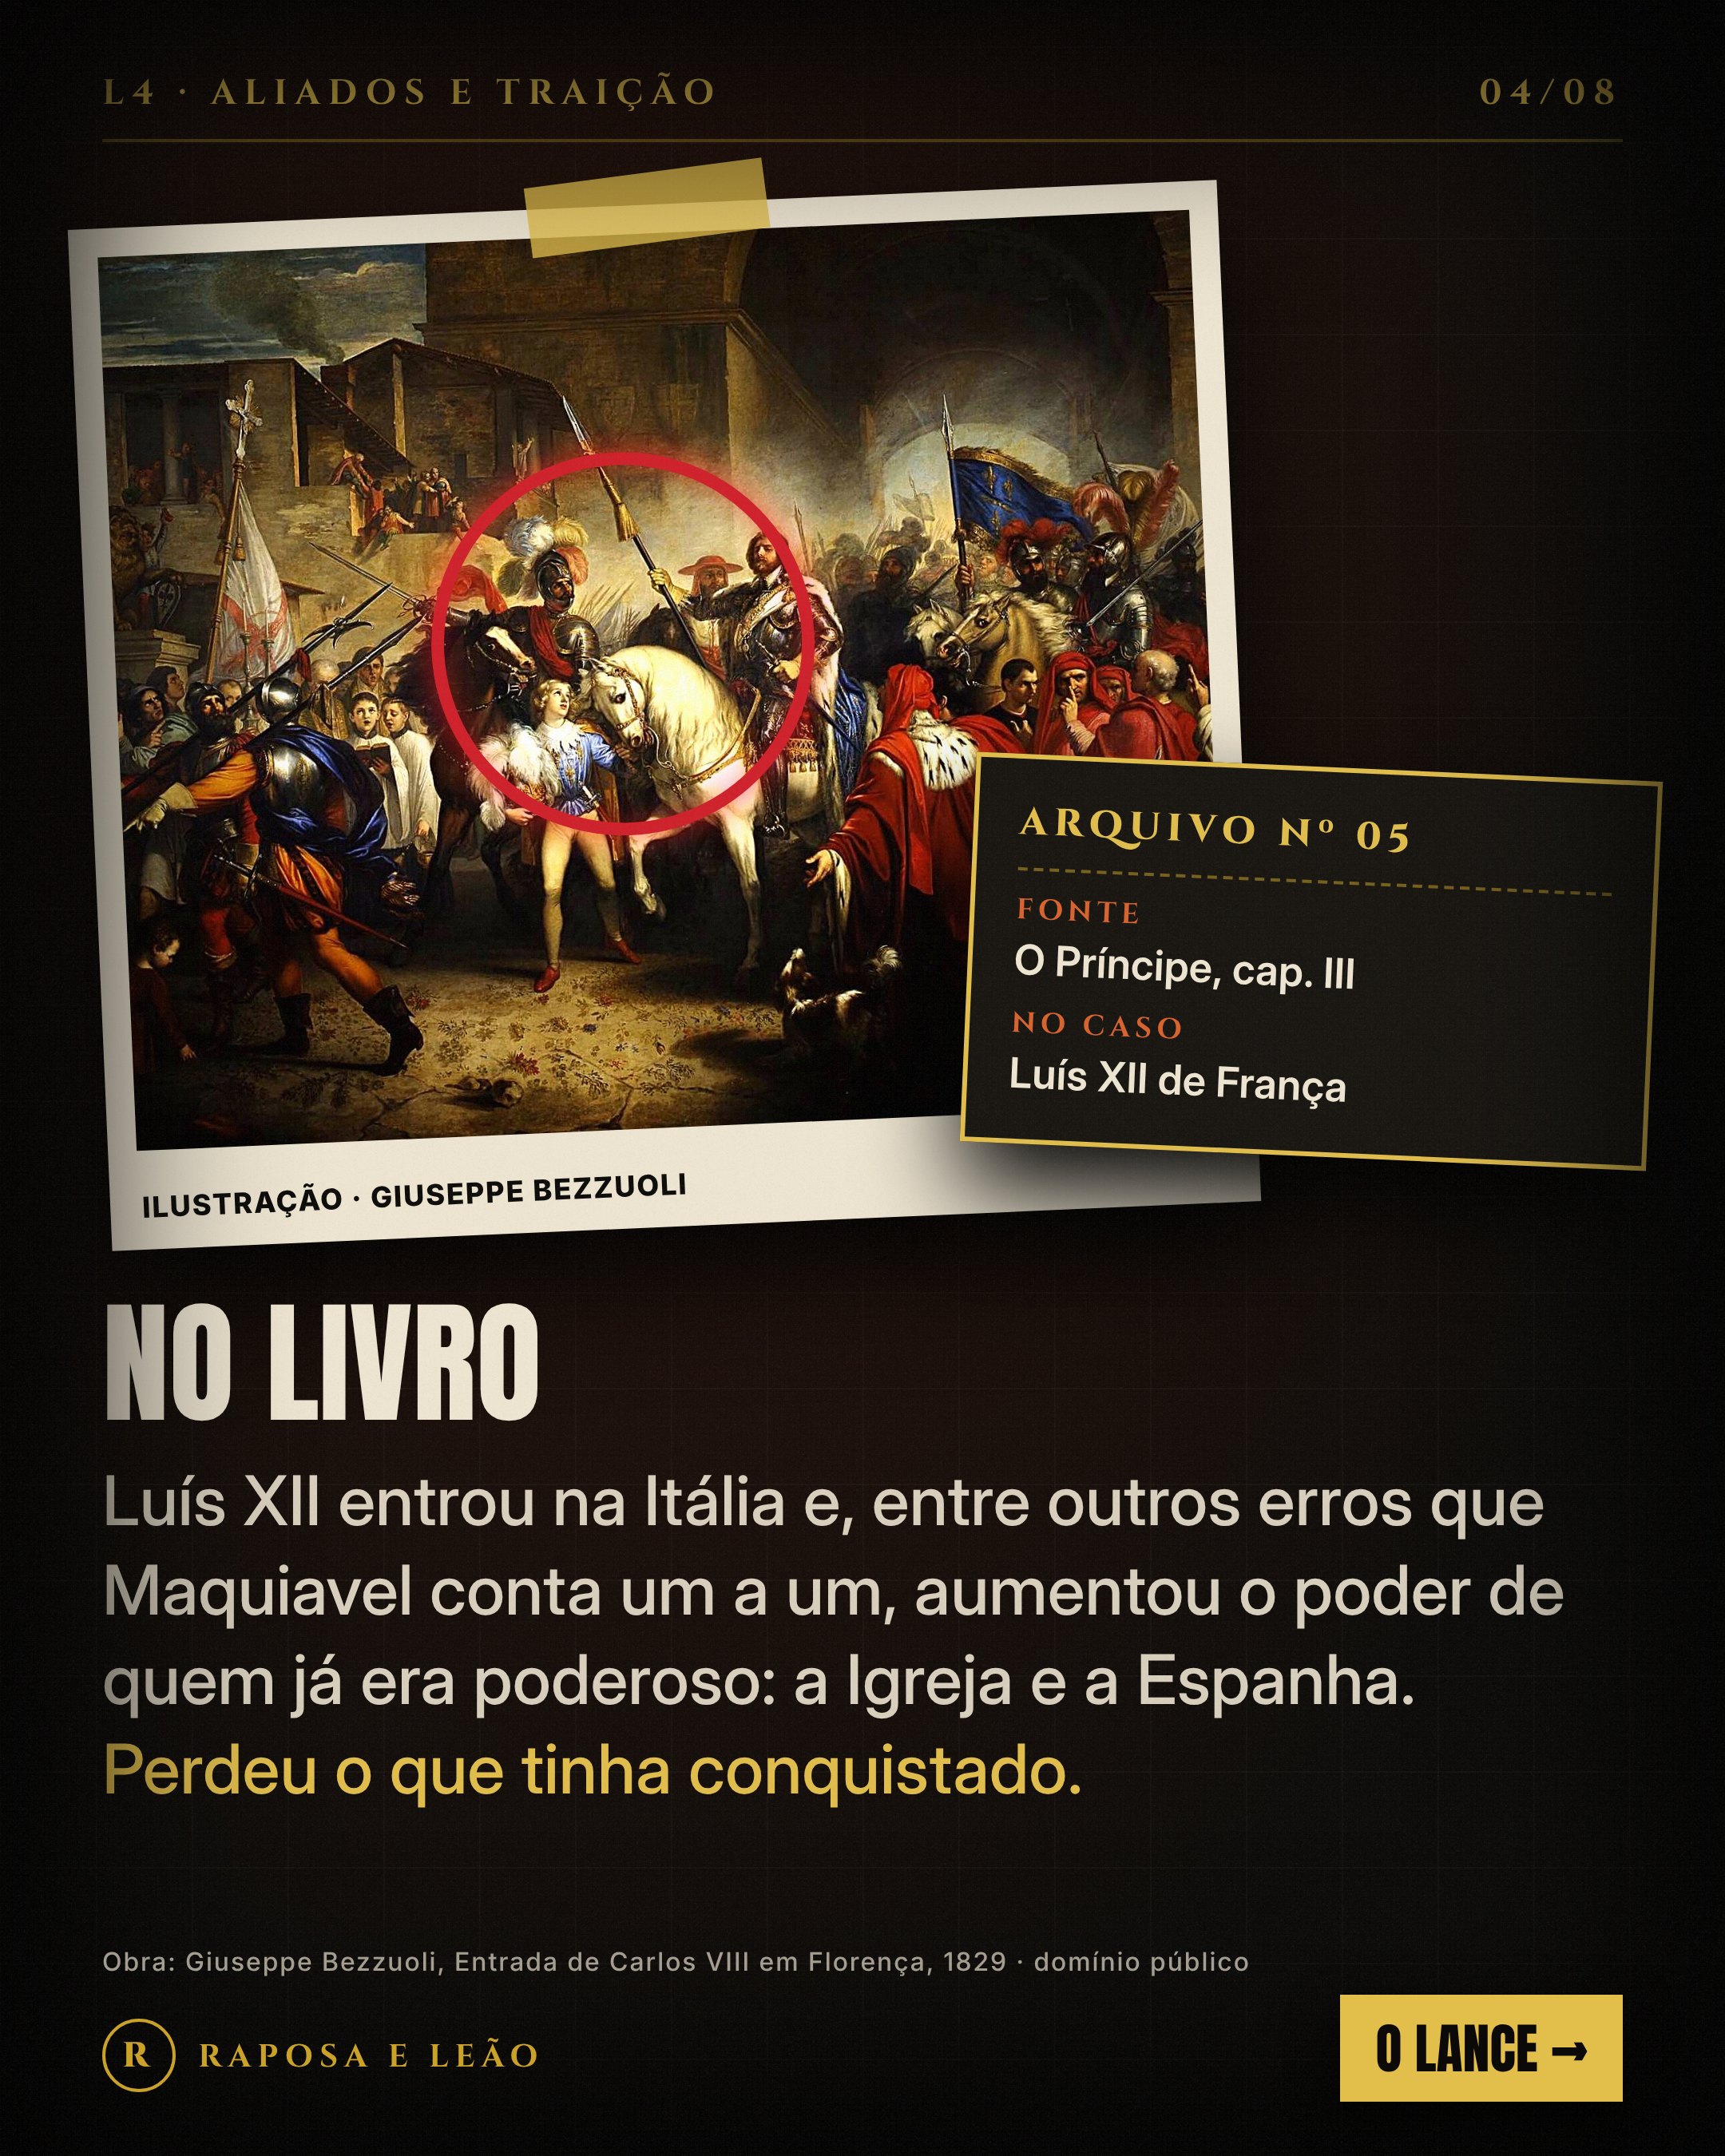 L4 · ALIADOS E TRAIÇÃO
04/08
ARQUIVO Nº 05
FONTE
O Príncipe, cap. III
NO CASO
Luís XII de França
ILUSTRAÇÃO · GIUSEPPE BEZZUOLI
NO LIVRO
Luís XII entrou na Itália e, entre outros erros que
Maquiavel conta um a um, aumentou o poder de
quem já era poderoso: a Igreja e a Espanha.
Perdeu o que tinha conquistado.
Obra: Giuseppe Bezzuoli, Entrada de Carlos VIII em Florença, 1829 · domínio público
R RAPOSA E LEÃO
O LANCE →